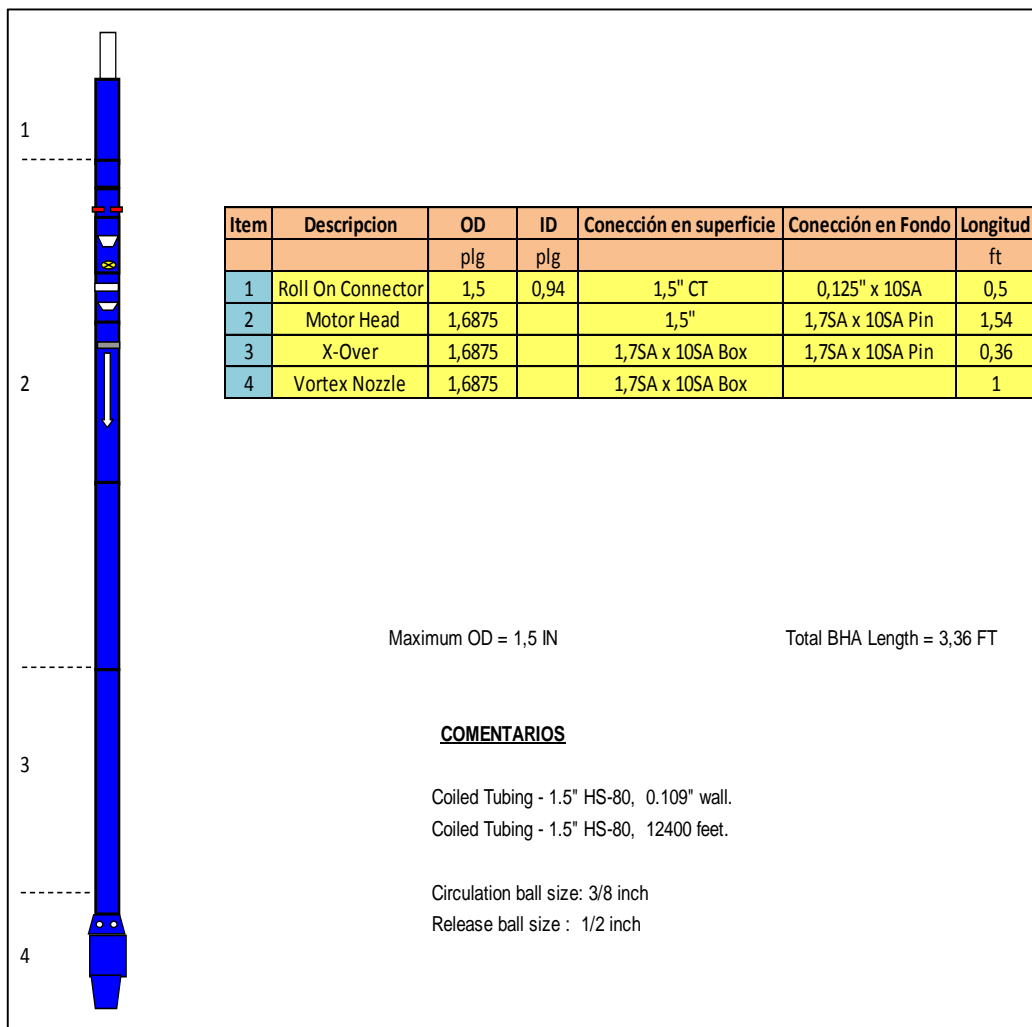 1
2
3
4
Item Descripcion OD ID Conección en superficie Conección en Fondo Longitud
plg plg ft
1 Roll On Connector 1,5 0,94 1,5" CT 0,125" x 10SA 0,5
2 Motor Head 1,6875 1,5" 1,7SA x 10SA Pin 1,54
3 X-Over 1,6875 1,7SA x 10SA Box 1,7SA x 10SA Pin 0,36
4 Vortex Nozzle 1,6875 1,7SA x 10SA Box 1
Maximum OD = 1,5 IN Total BHA Length = 3,36 FT
COMENTARIOS
Coiled Tubing - 1.5" HS-80, 0.109" wall.
Coiled Tubing - 1.5" HS-80, 12400 feet.
Circulation ball size: 3/8 inch
Release ball size : 1/2 inch